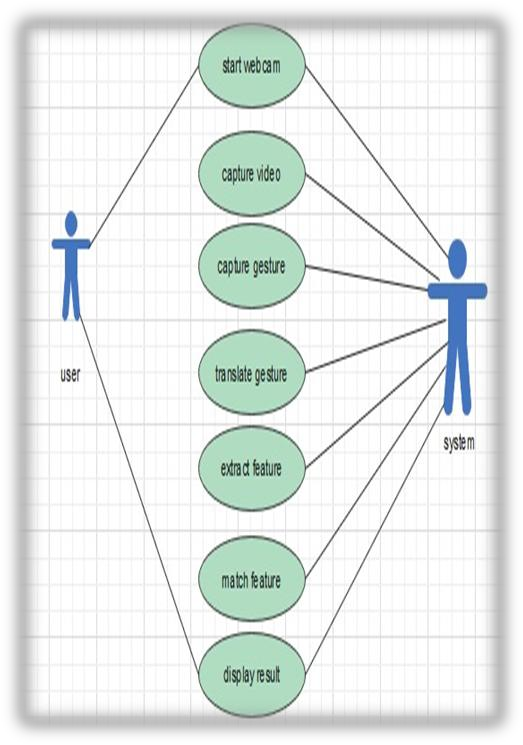 start webcam
capture video
capture gesture
translate gesture
extract feature
match feature
display result
user
system